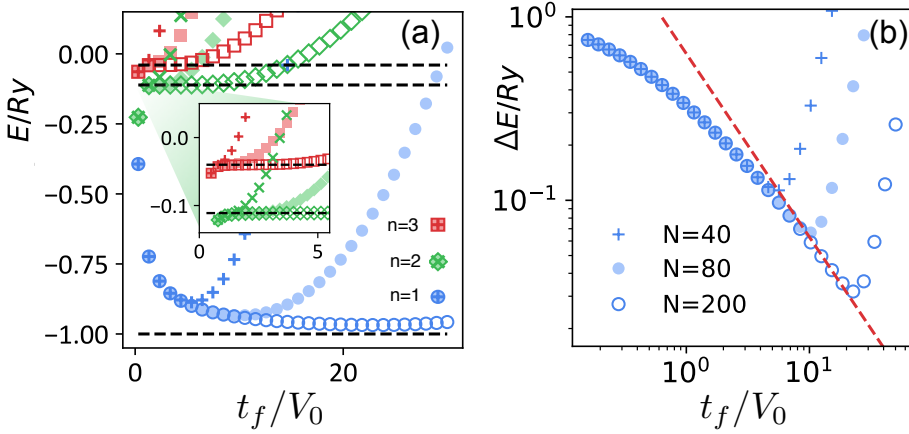 (a)
E/Ry
0.00
−0.25
−0.50
−0.75
−1.00
0
20
t_f/V_0
0.0
−0.1
0
5
n=3
n=2
n=1
(b)
ΔE/Ry
10^0
10^−1
10^0
10^1
t_f/V_0
N=40
N=80
N=200